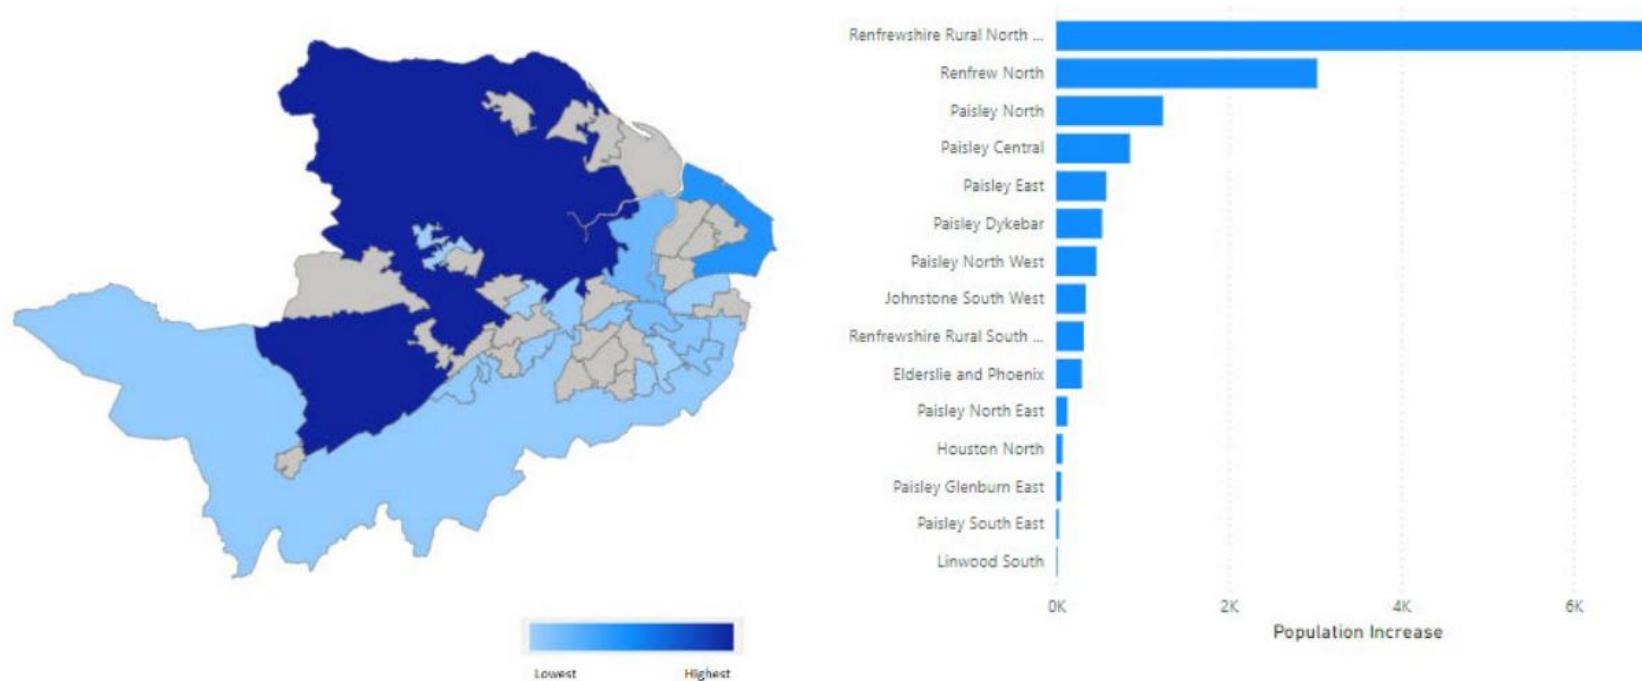 Renfrewshire Rural North ...
Renfrew North
Paisley North
Paisley Central
Paisley East
Paisley Dykebar
Paisley North West
Johnstone South West
Renfrewshire Rural South ...
Elderslie and Phoenix
Paisley North East
Houston North
Paisley Glenburn East
Paisley South East
Linwood South
0K 2K 4K 6K
Population Increase
Lowest Highest